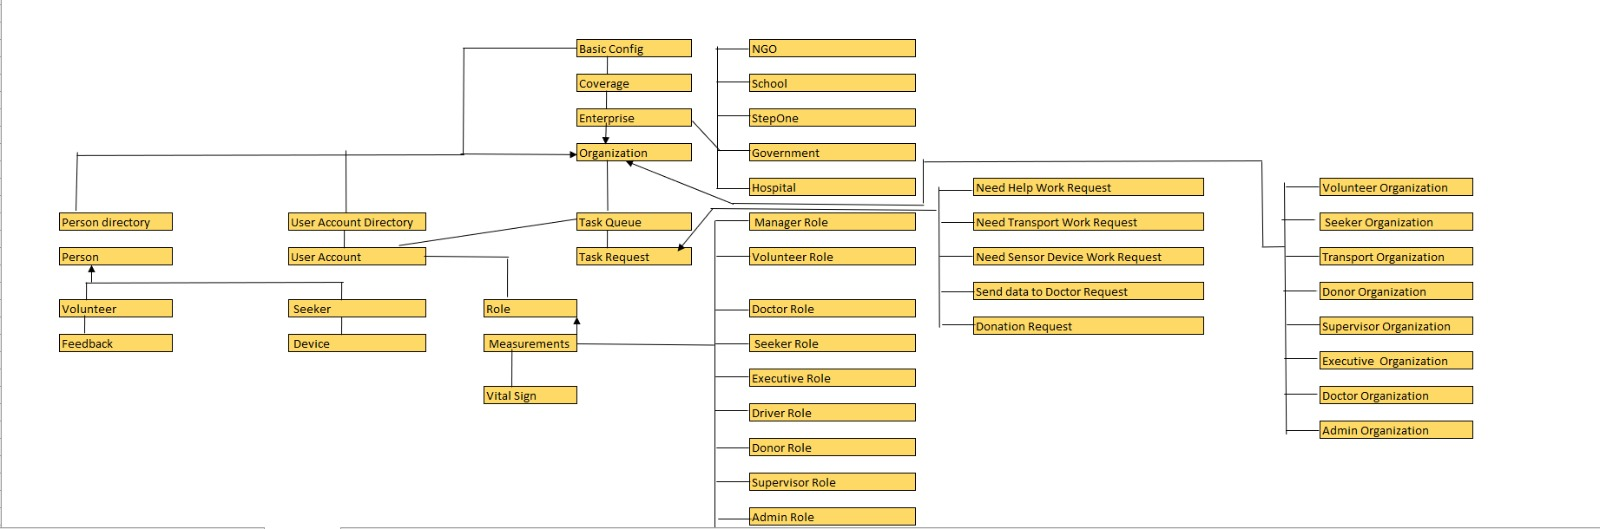 Basic Config
Coverage
Enterprise
Organization
NGO
School
StepOne
Government
Hospital
Person directory
Person
Volunteer
Feedback
User Account Directory
User Account
Seeker
Device
Role
Measurements
Vital Sign
Task Queue
Task Request
Manager Role
Volunteer Role
Doctor Role
Seeker Role
Executive Role
Driver Role
Donor Role
Supervisor Role
Admin Role
Need Help Work Request
Need Transport Work Request
Need Sensor Device Work Request
Send data to Doctor Request
Donation Request
Volunteer Organization
Seeker Organization
Transport Organization
Donor Organization
Supervisor Organization
Executive  Organization
Doctor Organization
Admin Organization